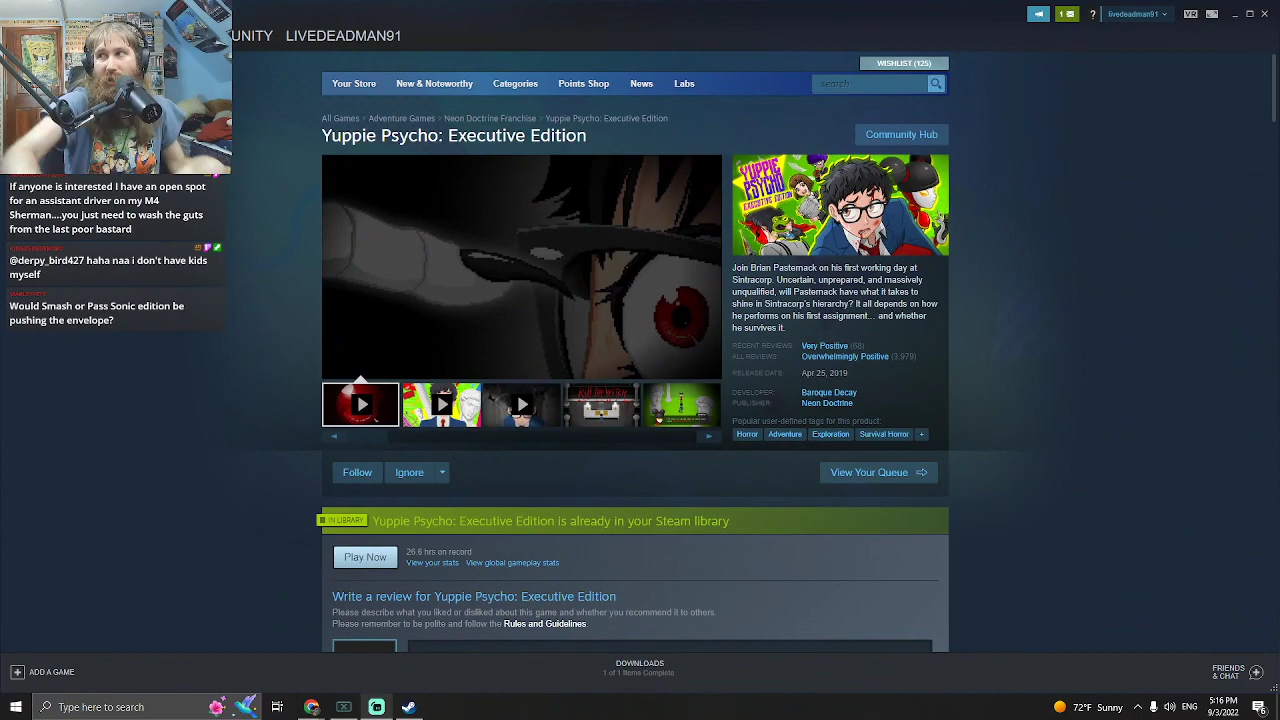 1
livedeadman91
VR
UNITY LIVEDEADMAN91
WISHLIST (125)
Your Store New & Noteworthy Categories Points Shop News Labs
search
All Games > Adventure Games > Neon Doctrine Franchise > Yuppie Psycho: Executive Edition
Yuppie Psycho: Executive Edition
Community Hub
YUPPIE PSYCHO
EXECUTIVE EDITION
Join Brian Pasternack on his first working day at
Sintracorp. Uncertain, unprepared, and massively
unqualified, will Pasternack have what it takes to
shine in Sintracorp's hierarchy? It all depends on how
he performs on his first assignment... and whether
he survives it.
RECENT REVIEWS: Very Positive (68)
ALL REVIEWS: Overwhelmingly Positive (3,979)
RELEASE DATE: Apr 25, 2019
DEVELOPER: Baroque Decay
PUBLISHER: Neon Doctrine
Popular user-defined tags for this product:
Horror Adventure Exploration Survival Horror +
If anyone is interested I have an open spot
for an assistant driver on my M4
Sherman....you just need to wash the guts
from the last poor bastard
@derpy_bird427 haha naa i don't have kids
myself
Would Smash or Pass Sonic edition be
pushing the envelope?
Follow Ignore
View Your Queue
IN LIBRARY
Yuppie Psycho: Executive Edition is already in your Steam library
Play Now
26.6 hrs on record
View your stats View global gameplay stats
Write a review for Yuppie Psycho: Executive Edition
Please describe what you liked or disliked about this game and whether you recommend it to others.
Please remember to be polite and follow the Rules and Guidelines.
ADD A GAME
DOWNLOADS
1 of 1 Items Complete
FRIENDS
& CHAT
Type here to search
72°F Sunny
5:16 PM
9/3/2022